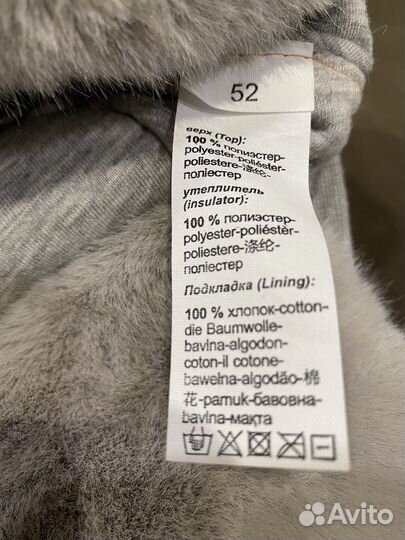 52
верх (Top):
100 % полиэстер-
polyester-poliéster-
poliestere-涤纶-
поліестер
утеплитель
(insulator):
100 % полиэстер-
polyester-poliéster-
poliestere-涤纶-
поліестер
Подкладка (Lining):
100 % хлопок-cotton-
die Baumwolle-
bavlna-algodon-
coton-il cotone-
bawełna-algodão-棉
花-pamuk-бавовна-
bavlna-мақта
Avito